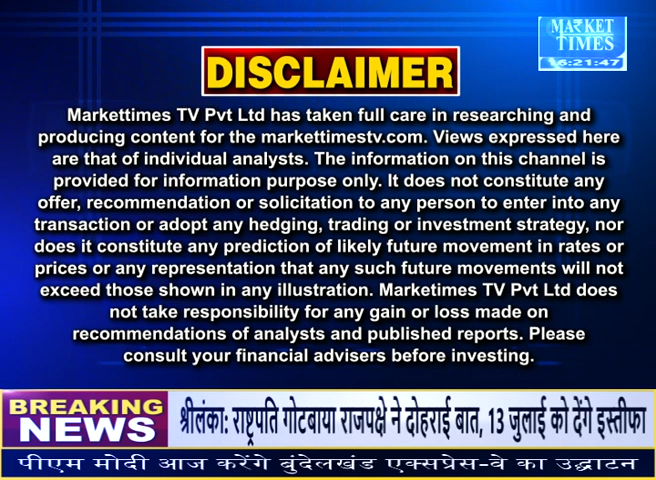 MARKET
TIMES
16:21:47
DISCLAIMER
Markettimes TV Pvt Ltd has taken full care in researching and
producing content for the markettimestv.com. Views expressed here
are that of individual analysts. The information on this channel is
provided for information purpose only. It does not constitute any
offer, recommendation or solicitation to any person to enter into any
transaction or adopt any hedging, trading or investment strategy, nor
does it constitute any prediction of likely future movement in rates or
prices or any representation that any such future movements will not
exceed those shown in any illustration. Marketimes TV Pvt Ltd does
not take responsibility for any gain or loss made on
recommendations of analysts and published reports. Please
consult your financial advisers before investing.
BREAKING
NEWS
श्रीलंका: राष्ट्रपति गोटबाया राजपक्षे ने दोहराई बात, 13 जुलाई को देंगे इस्तीफा
पीएम मोदी आज करेंगे बुंदेलखंड एक्सप्रेस-वे का उद्घाटन